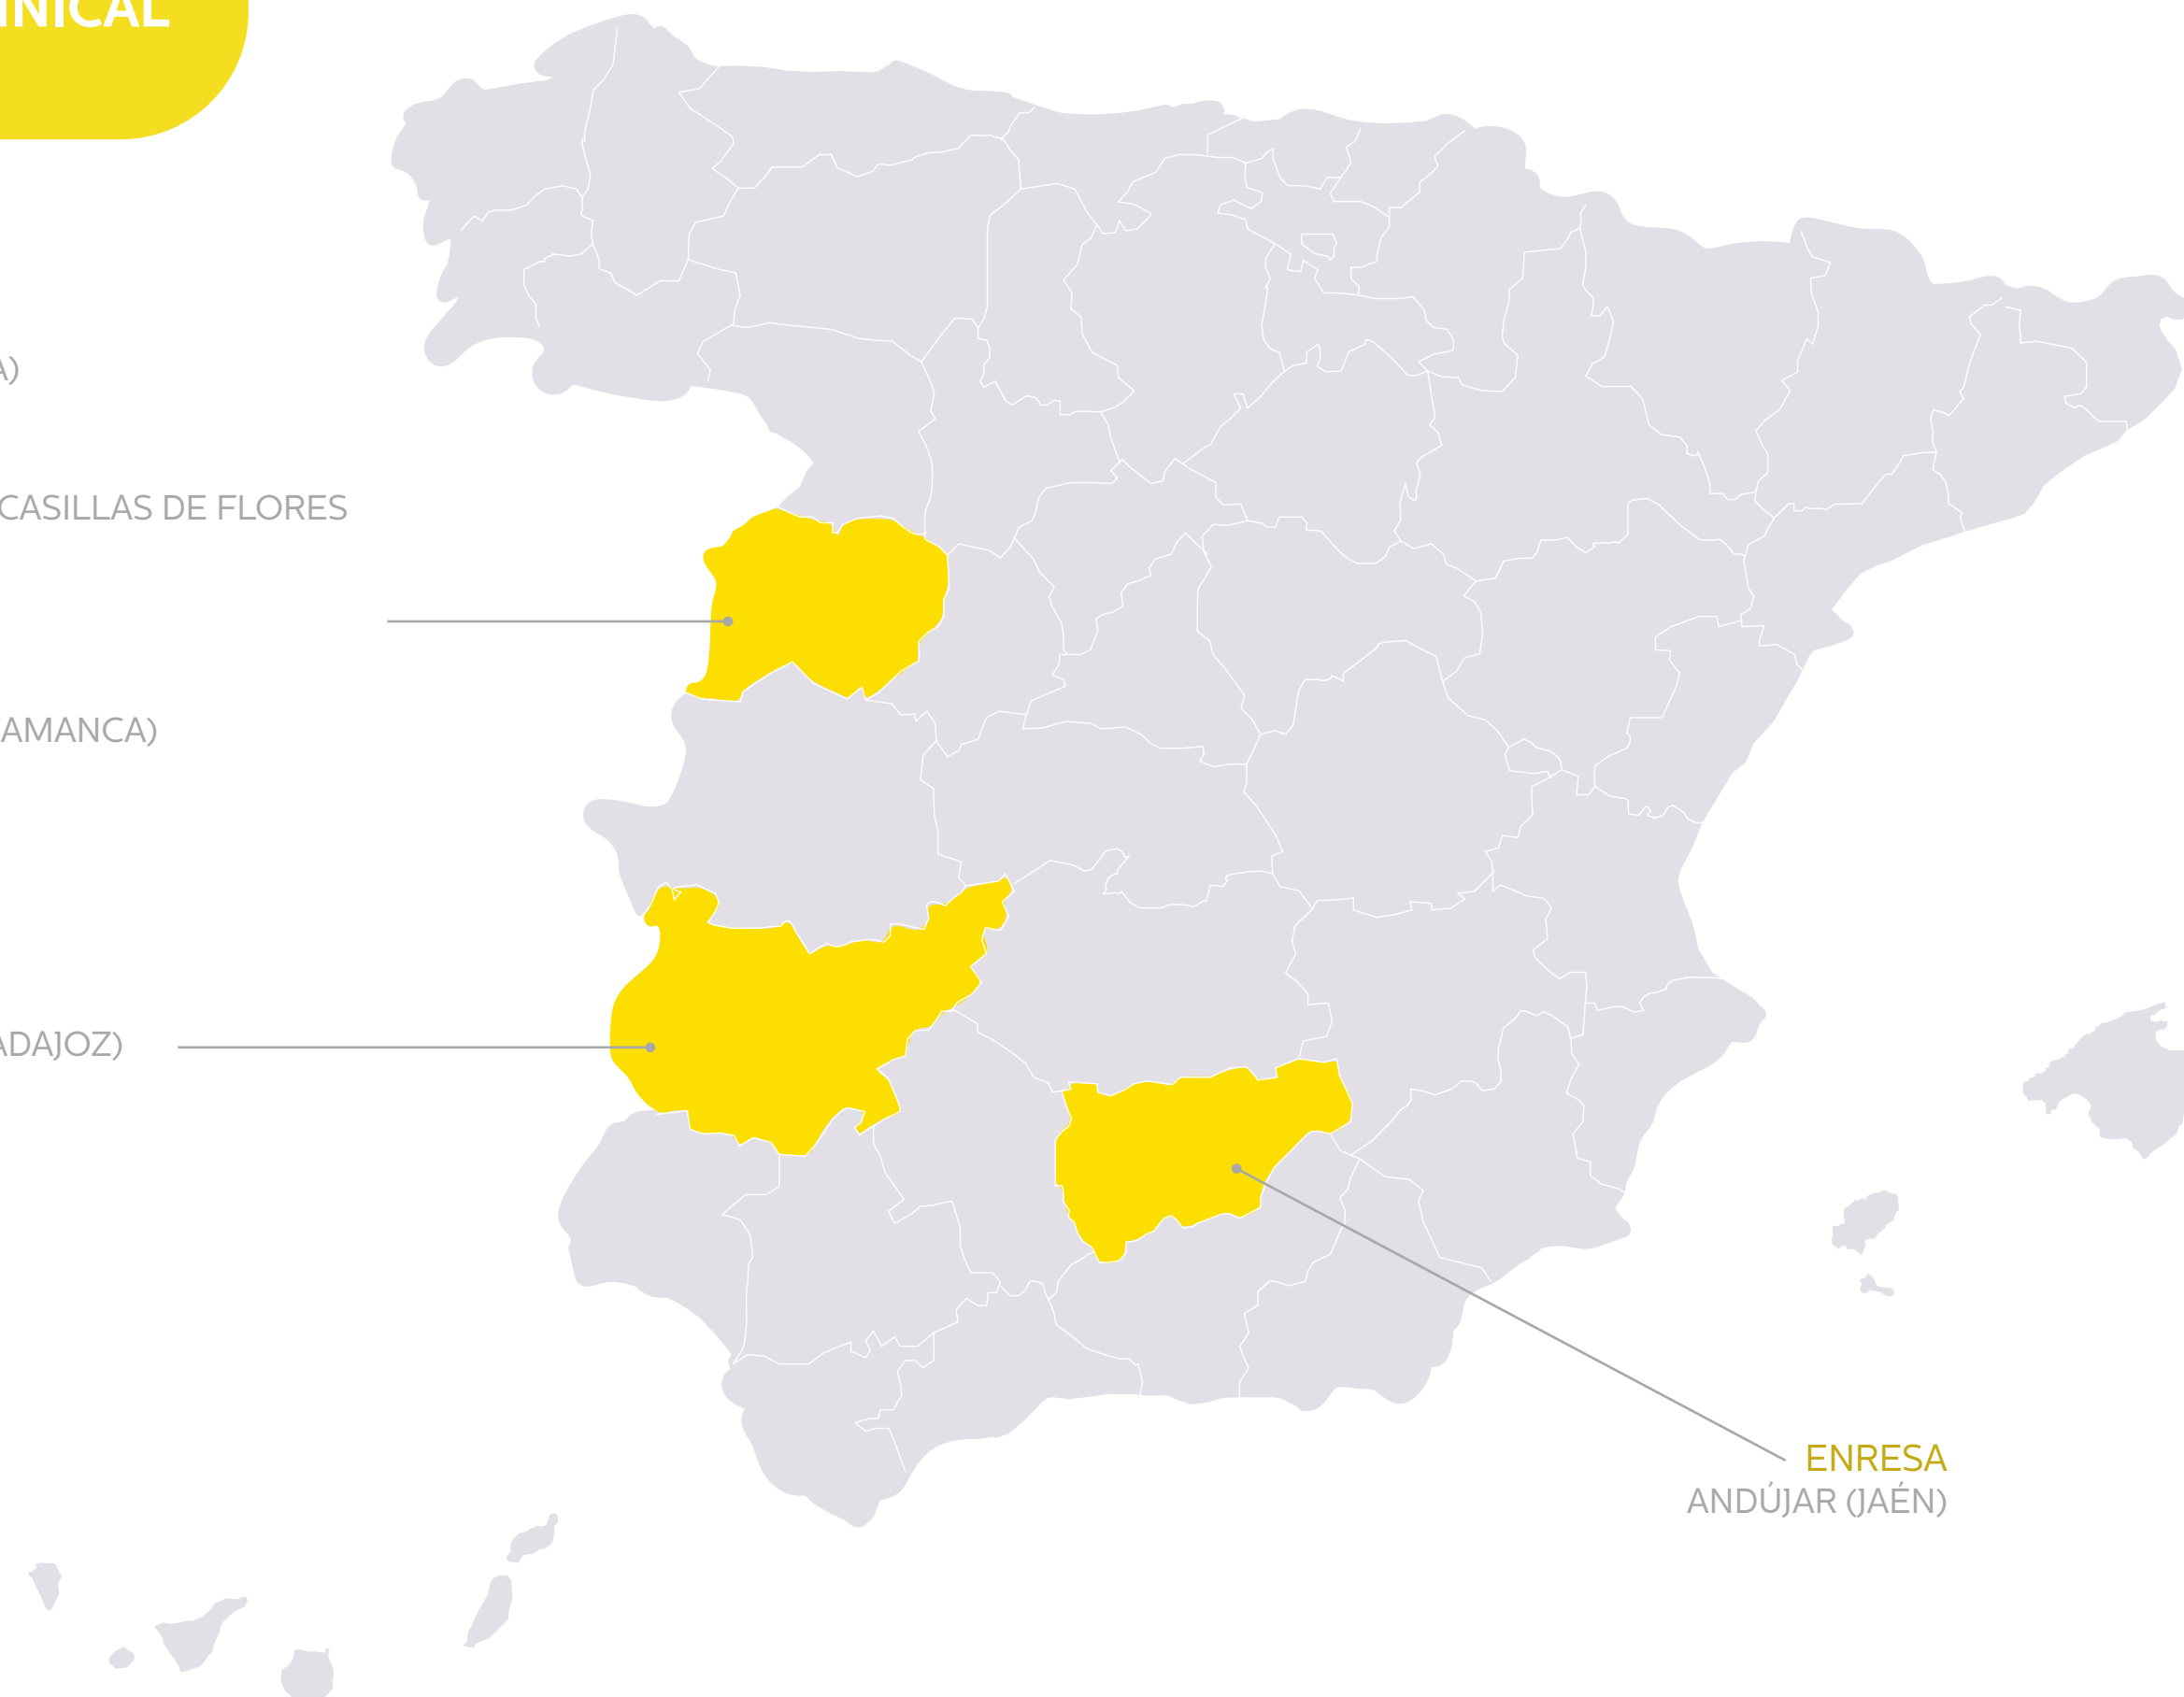 INICAL
A)
CASILLAS DE FLORES
AMANCA)
ADAJOZ)
ENRESA
ANDÚJAR (JAÉN)